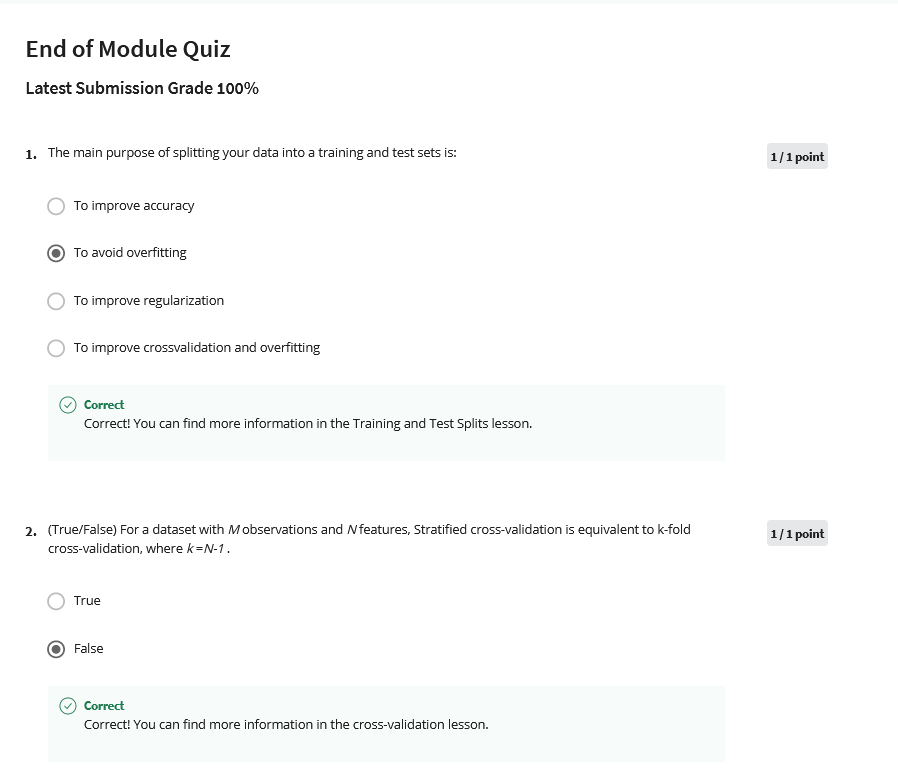 End of Module Quiz
Latest Submission Grade 100%
1. The main purpose of splitting your data into a training and test sets is:
1 / 1 point
To improve accuracy
To avoid overfitting
To improve regularization
To improve crossvalidation and overfitting
Correct
Correct! You can find more information in the Training and Test Splits lesson.
2. (True/False) For a dataset with M observations and N features, Stratified cross-validation is equivalent to k-fold
cross-validation, where k=N-1.
1 / 1 point
True
False
Correct
Correct! You can find more information in the cross-validation lesson.